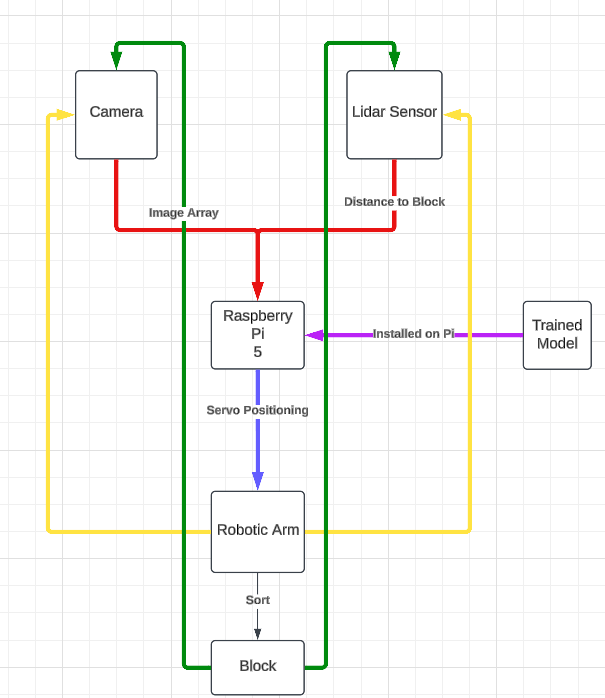 Camera
Lidar Sensor
Distance to Block
Image Array
Raspberry
Pi
5
Installed on Pi
Trained
Model
Servo Positioning
Robotic Arm
Sort
Block